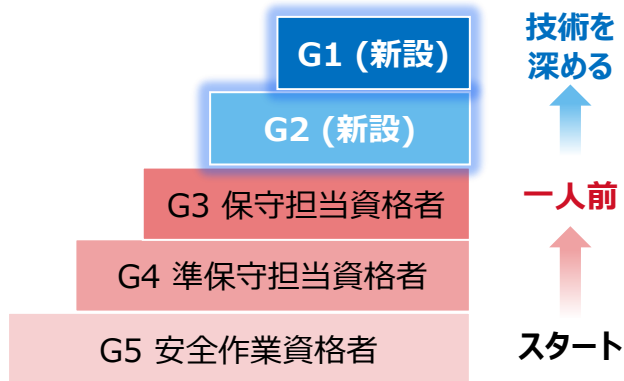 G1 (新設)
G2 (新設)
G3 保守担当資格者
G4 準保守担当資格者
G5 安全作業資格者
技術を
深める
一人前
スタート